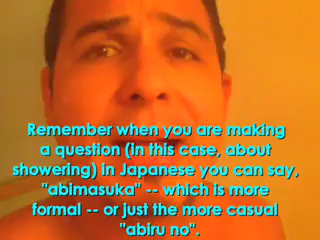 Remember when you are making
a question (in this case, about
showering) in Japanese you can say,
"abimasuka" -- which is more
formal -- or just the more casual
"abiru no".